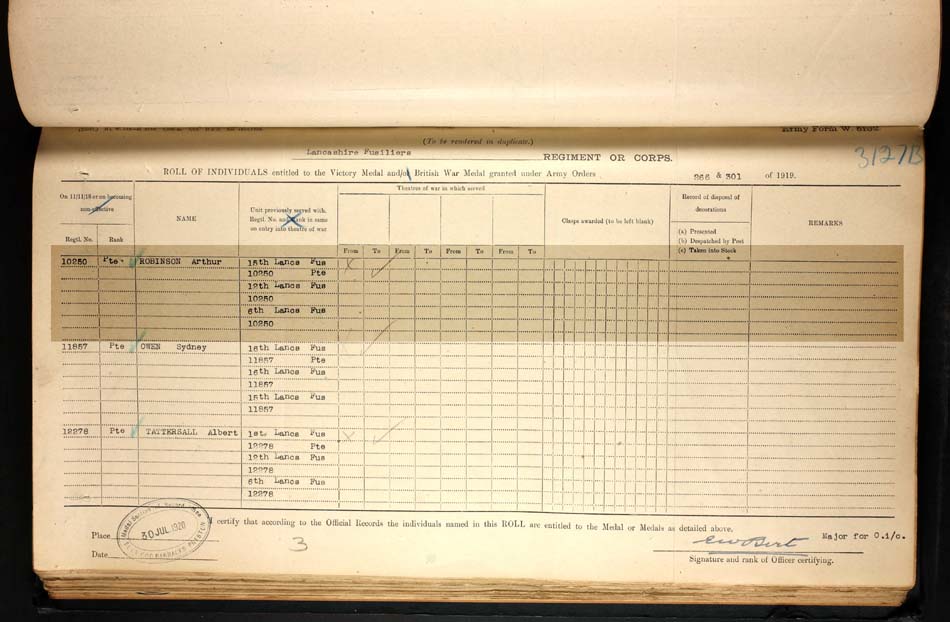 Army Form W. 5132
(To be rendered in duplicate.)
3127B
Lancashire Fusiliers REGIMENT OR CORPS.
ROLL OF INDIVIDUALS entitled to the Victory Medal and/or British War Medal granted under Army Orders 266 & 301 of 1919.
On 11/11/18 or on becoming non-effective
Regtl. No. Rank
NAME
Unit previously served with.
Regtl. No. and Rank in same
on entry into theatre of war
Theatres of war in which served
From To From To From To From To
Clasps awarded (to be left blank)
Record of disposal of
decorations
(a) Presented
(b) Despatched by Post
(c) Taken into Stock
REMARKS
10250 Pte ROBINSON Arthur 15th Lancs Fus
10250 Pte
12th Lancs Fus
10250
6th Lancs Fus
10250
11857 Pte OWEN Sydney 16th Lancs Fus
11857 Pte
16th Lancs Fus
11857
15th Lancs Fus
11857
12278 Pte TATTERSALL Albert 1st Lancs Fus
12278 Pte
12th Lancs Fus
12278
6th Lancs Fus
12278
I certify that according to the Official Records the individuals named in this ROLL are entitled to the Medal or Medals as detailed above.
Place
30 JUL 1920
3
Major for O.i/c.
Date
Signature and rank of Officer certifying.